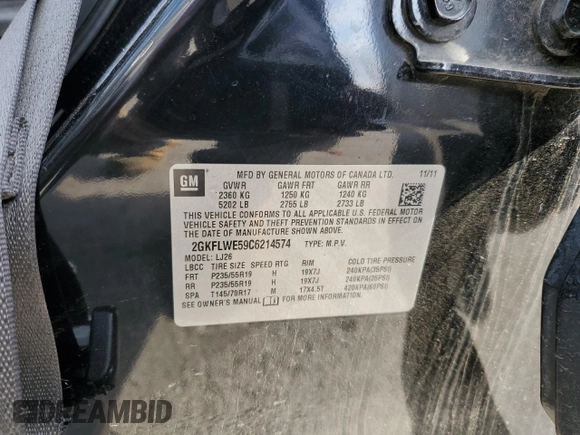 GM
MFD BY GENERAL MOTORS OF CANADA LTD. 11/11
GVWR GAWR FRT GAWR RR
2360 KG 1250 KG 1240 KG
5202 LB 2755 LB 2733 LB
THIS VEHICLE CONFORMS TO ALL APPLICABLE U.S. FEDERAL MOTOR
VEHICLE SAFETY AND THEFT PREVENTION STANDARDS IN EFFECT ON
THE DATE OF MANUFACTURE SHOWN ABOVE.
2GKFLWE59C6214574 TYPE: M.P.V.
MODEL: LJ26
LBCC TIRE SIZE SPEED RTG RIM COLD TIRE PRESSURE
FRT P235/55R19 H 19X7J 240KPA(35PSI)
RR P235/55R19 H 19X7J 240KPA(35PSI)
SPA T145/70R17 M 17X4.5T 420KPA(60PSI)
SEE OWNER'S MANUAL FOR MORE INFORMATION.
DREAMBID